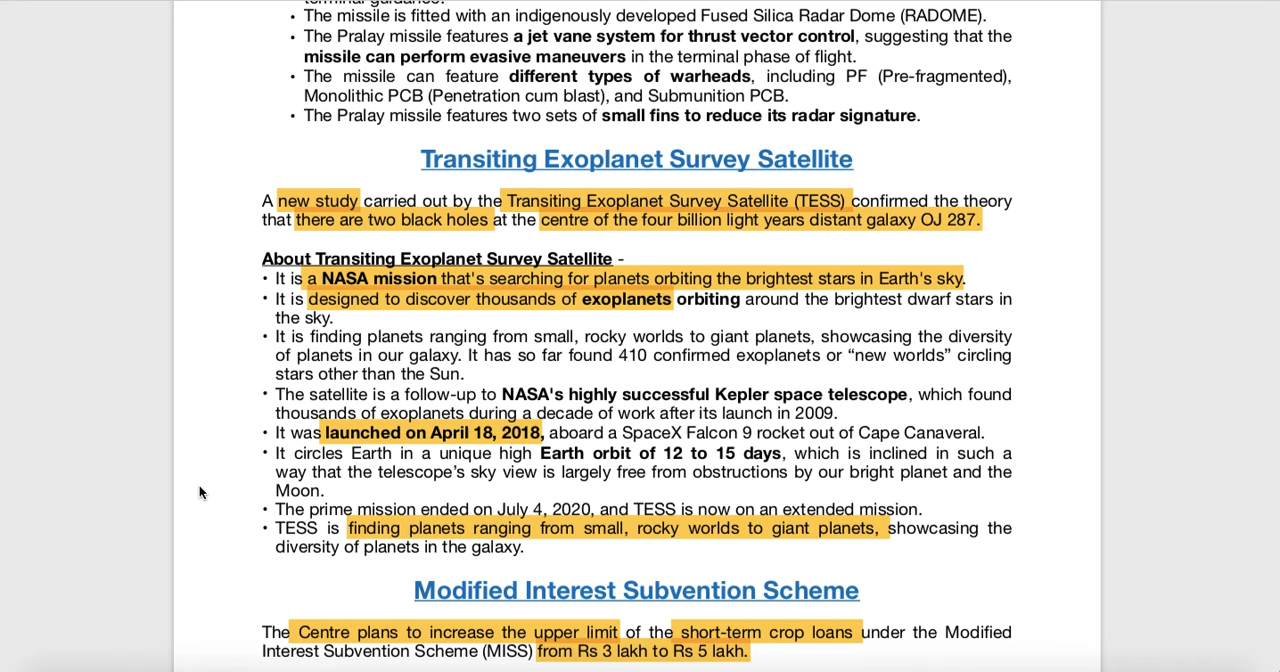 terminal guidance.
• The missile is fitted with an indigenously developed Fused Silica Radar Dome (RADOME).
• The Pralay missile features a jet vane system for thrust vector control, suggesting that the
missile can perform evasive maneuvers in the terminal phase of flight.
• The missile can feature different types of warheads, including PF (Pre-fragmented),
Monolithic PCB (Penetration cum blast), and Submunition PCB.
• The Pralay missile features two sets of small fins to reduce its radar signature.
Transiting Exoplanet Survey Satellite
A new study carried out by the Transiting Exoplanet Survey Satellite (TESS) confirmed the theory
that there are two black holes at the centre of the four billion light years distant galaxy OJ 287.
About Transiting Exoplanet Survey Satellite -
• It is a NASA mission that's searching for planets orbiting the brightest stars in Earth's sky.
• It is designed to discover thousands of exoplanets orbiting around the brightest dwarf stars in
the sky.
• It is finding planets ranging from small, rocky worlds to giant planets, showcasing the diversity
of planets in our galaxy. It has so far found 410 confirmed exoplanets or “new worlds” circling
stars other than the Sun.
• The satellite is a follow-up to NASA's highly successful Kepler space telescope, which found
thousands of exoplanets during a decade of work after its launch in 2009.
• It was launched on April 18, 2018, aboard a SpaceX Falcon 9 rocket out of Cape Canaveral.
• It circles Earth in a unique high Earth orbit of 12 to 15 days, which is inclined in such a
way that the telescope’s sky view is largely free from obstructions by our bright planet and the
Moon.
• The prime mission ended on July 4, 2020, and TESS is now on an extended mission.
• TESS is finding planets ranging from small, rocky worlds to giant planets, showcasing the
diversity of planets in the galaxy.
Modified Interest Subvention Scheme
The Centre plans to increase the upper limit of the short-term crop loans under the Modified
Interest Subvention Scheme (MISS) from Rs 3 lakh to Rs 5 lakh.